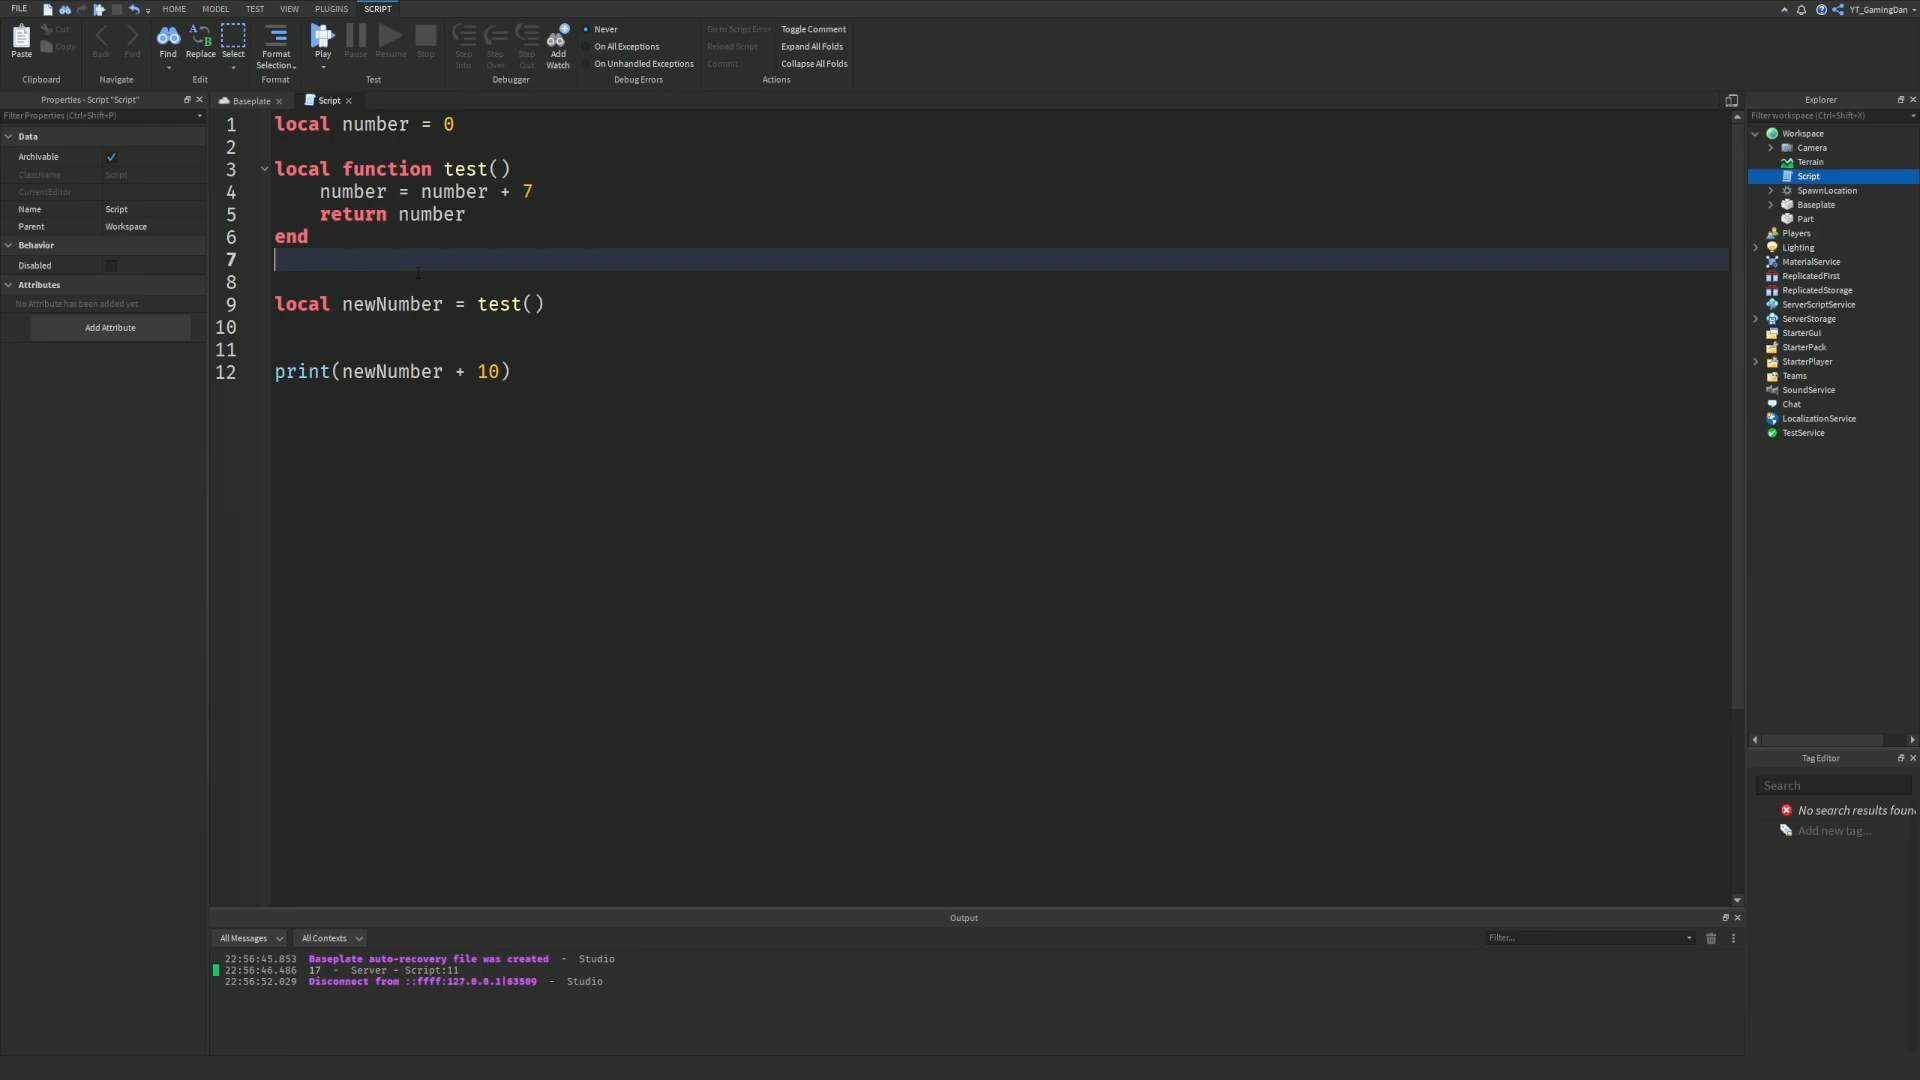 FILE HOME MODEL TEST VIEW PLUGINS SCRIPT YT_GamingDan
Paste Cut Copy Back Fwd Find Replace Select Format Selection Play Pause Resume Stop Step Into Step Over Step Out Add Watch
Never
On All Exceptions
On Unhandled Exceptions
Go to Script Error
Reload Script
Commit
Toggle Comment
Expand All Folds
Collapse All Folds
Clipboard Navigate Edit Format Test Debugger Debug Errors Actions
Properties - Script "Script"
Filter Properties (Ctrl+Shift+P)
Data
Archivable
ClassName Script
CurrentEditor
Name Script
Parent Workspace
Behavior
Disabled
Attributes
No Attribute has been added yet
Add Attribute
Baseplate Script
1 local number = 0
2
3 local function test()
4 number = number + 7
5 return number
6 end
7
8
9 local newNumber = test()
10
11
12 print(newNumber + 10)
Output
All Messages All Contexts Filter...
22:56:45.853 Baseplate auto-recovery file was created - Studio
22:56:46.486 17 - Server - Script:11
22:56:52.029 Disconnect from ::ffff:127.0.0.1|63509 - Studio
Explorer
Filter workspace (Ctrl+Shift+X)
Workspace
Camera
Terrain
Script
SpawnLocation
Baseplate
Part
Players
Lighting
MaterialService
ReplicatedFirst
ReplicatedStorage
ServerScriptService
ServerStorage
StarterGui
StarterPack
StarterPlayer
Teams
SoundService
Chat
LocalizationService
TestService
Tag Editor
Search
No search results foun
Add new tag...